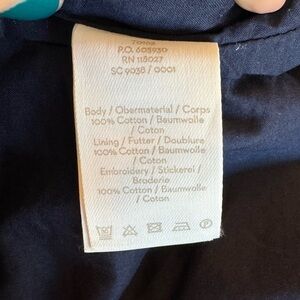 P.O. 605930
RN 115027
SC 9038 / 0001
Body / Obermaterial / Corps
100% Cotton / Baumwolle
/ Coton
Lining / Futter / Doublure
100% Cotton / Baumwolle
/ Coton
Embroidery / Stickerei /
Broderie
100% Cotton / Baumwolle
/ Coton